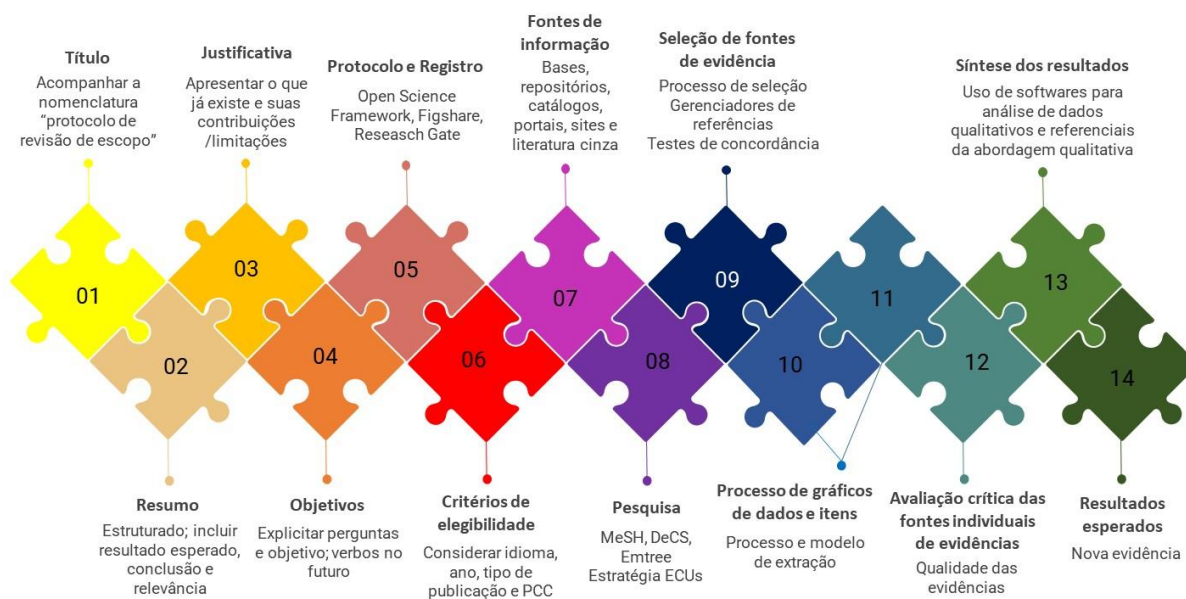 Título
Acompanhar a
nomenclatura
“protocolo de
revisão de escopo”
Justificativa
Apresentar o que
já existe e suas
contribuições
/limitações
Protocolo e Registro
Open Science
Framework, Figshare,
Reseasch Gate
Fontes de
informação
Bases,
repositórios,
catálogos,
portais, sites e
literatura cinza
Seleção de fontes
de evidência
Processo de seleção
Gerenciadores de
referências
Testes de concordância
Síntese dos resultados
Uso de softwares para
análise de dados
qualitativos e referenciais
da abordagem qualitativa
01
02
03
04
05
06
07
08
09
10
11
12
13
14
Resumo
Estruturado; incluir
resultado esperado,
conclusão e
relevância
Objetivos
Explicitar perguntas
e objetivo; verbos no
futuro
Critérios de
elegibilidade
Considerar idioma,
ano, tipo de
publicação e PCC
Pesquisa
MeSH, DeCS,
Emtree
Estratégia ECUs
Processo de gráficos
de dados e itens
Processo e modelo
de extração
Avaliação crítica das
fontes individuais
de evidências
Qualidade das
evidências
Resultados
esperados
Nova evidência